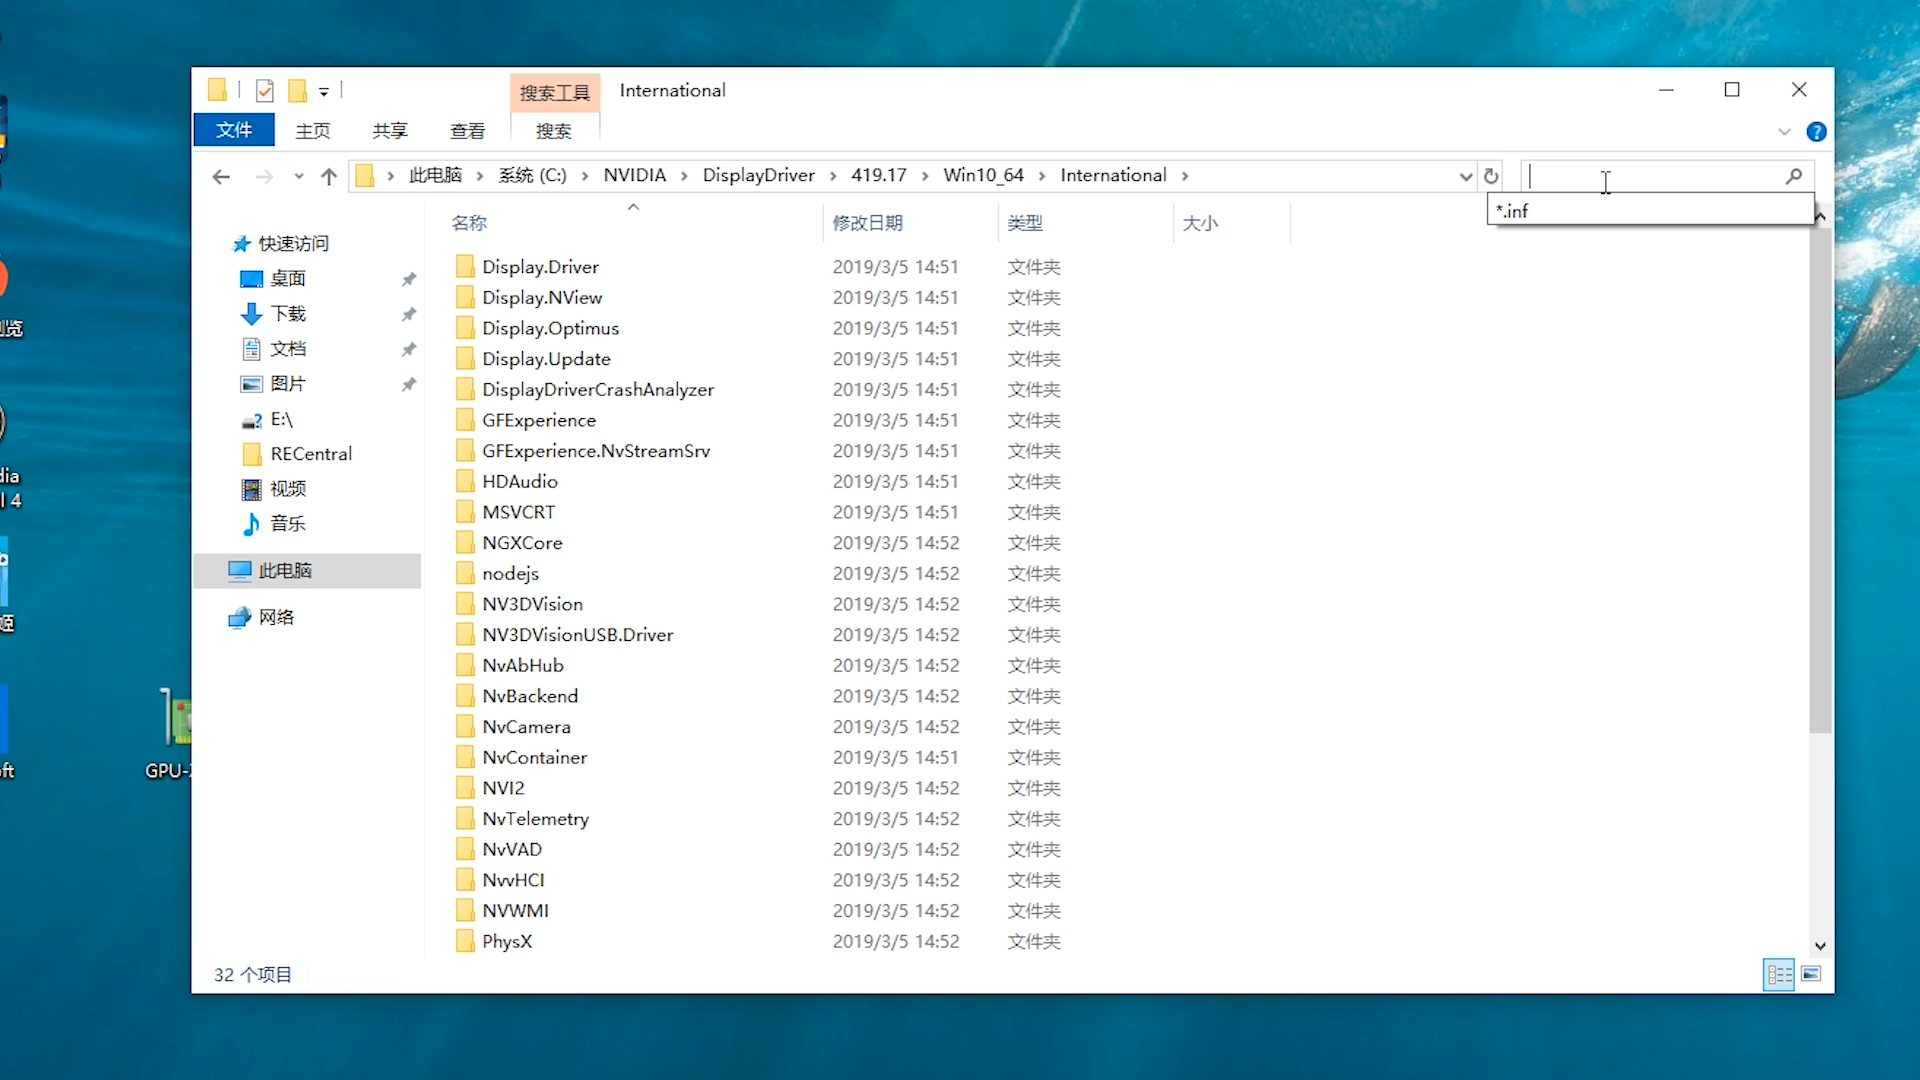 搜索工具 International
文件 主页 共享 查看 搜索
此电脑 › 系统 (C:) › NVIDIA › DisplayDriver › 419.17 › Win10_64 › International ›
*.inf
名称 修改日期 类型 大小
快速访问
桌面
下载
文档
图片
E:\
RECentral
视频
音乐
此电脑
网络
Display.Driver 2019/3/5 14:51 文件夹
Display.NView 2019/3/5 14:51 文件夹
Display.Optimus 2019/3/5 14:51 文件夹
Display.Update 2019/3/5 14:51 文件夹
DisplayDriverCrashAnalyzer 2019/3/5 14:51 文件夹
GFExperience 2019/3/5 14:51 文件夹
GFExperience.NvStreamSrv 2019/3/5 14:51 文件夹
HDAudio 2019/3/5 14:51 文件夹
MSVCRT 2019/3/5 14:51 文件夹
NGXCore 2019/3/5 14:52 文件夹
nodejs 2019/3/5 14:52 文件夹
NV3DVision 2019/3/5 14:52 文件夹
NV3DVisionUSB.Driver 2019/3/5 14:52 文件夹
NvAbHub 2019/3/5 14:52 文件夹
NvBackend 2019/3/5 14:52 文件夹
NvCamera 2019/3/5 14:52 文件夹
NvContainer 2019/3/5 14:51 文件夹
NVI2 2019/3/5 14:52 文件夹
NvTelemetry 2019/3/5 14:52 文件夹
NvVAD 2019/3/5 14:52 文件夹
NvvHCI 2019/3/5 14:52 文件夹
NVWMI 2019/3/5 14:52 文件夹
PhysX 2019/3/5 14:52 文件夹
32 个项目
览
dia
l 4
姬
ft
GPU-